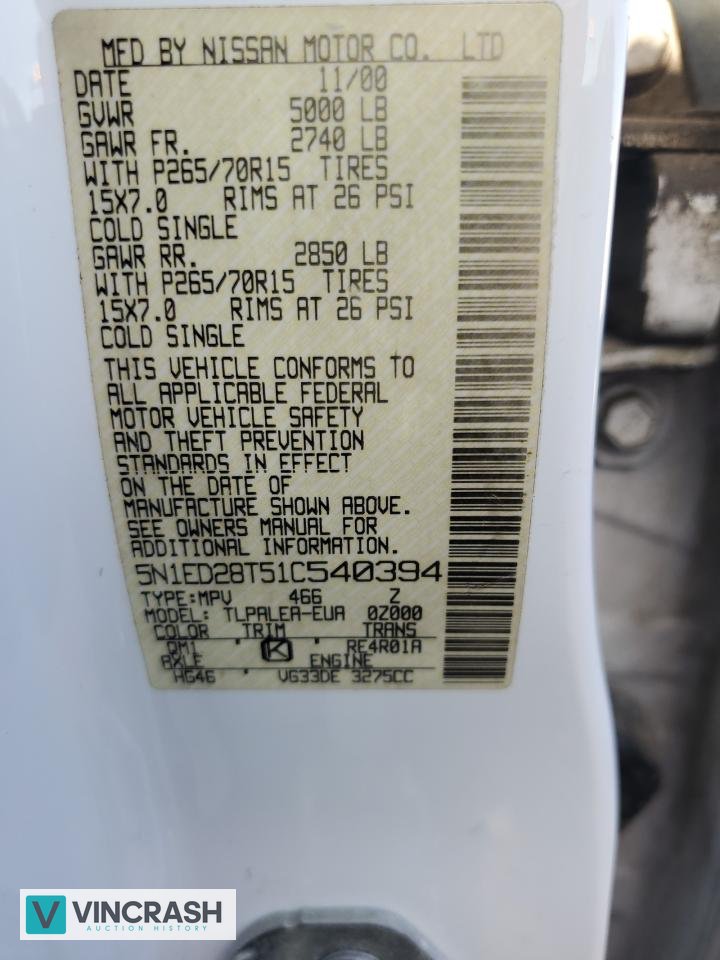 MFD BY NISSAN MOTOR CO. LTD
DATE 11/00
GVWR 5000 LB
GAWR FR. 2740 LB
WITH P265/70R15 TIRES
15X7.0 RIMS AT 26 PSI
COLD SINGLE
GAWR RR. 2850 LB
WITH P265/70R15 TIRES
15X7.0 RIMS AT 26 PSI
COLD SINGLE
THIS VEHICLE CONFORMS TO
ALL APPLICABLE FEDERAL
MOTOR VEHICLE SAFETY
AND THEFT PREVENTION
STANDARDS IN EFFECT
ON THE DATE OF
MANUFACTURE SHOWN ABOVE.
SEE OWNERS MANUAL FOR
ADDITIONAL INFORMATION
5N1ED28T51C540394
TYPE:MPV 466 Z
MODEL: TLPALEA-EUA 0Z000
COLOR TRIM TRANS
QM1 K RE4R01A
AXLE ENGINE
HG46 VG33DE 3275CC
VINCRASH
AUCTION HISTORY